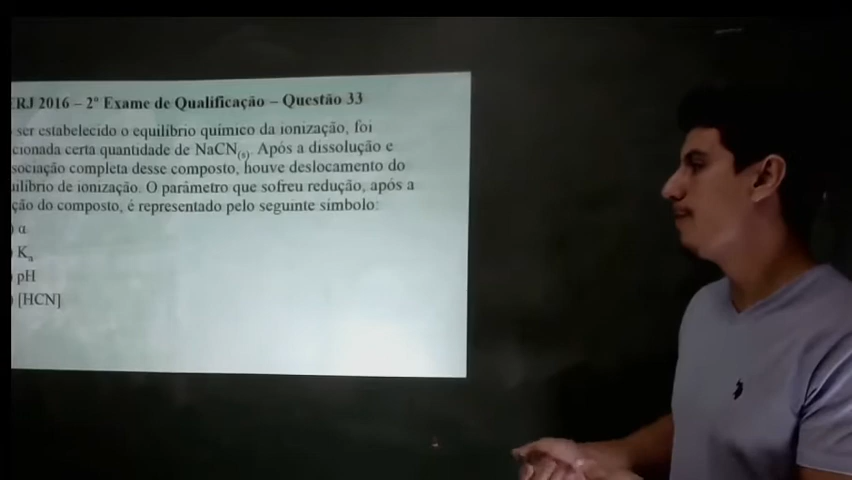 ERJ 2016 – 2º Exame de Qualificação – Questão 33
ser estabelecido o equilíbrio químico da ionização, foi
cionada certa quantidade de NaCN(s). Após a dissolução e
sociação completa desse composto, houve deslocamento do
uilíbrio de ionização. O parâmetro que sofreu redução, após a
ção do composto, é representado pelo seguinte símbolo:
) α
) Ka
) pH
) [HCN]